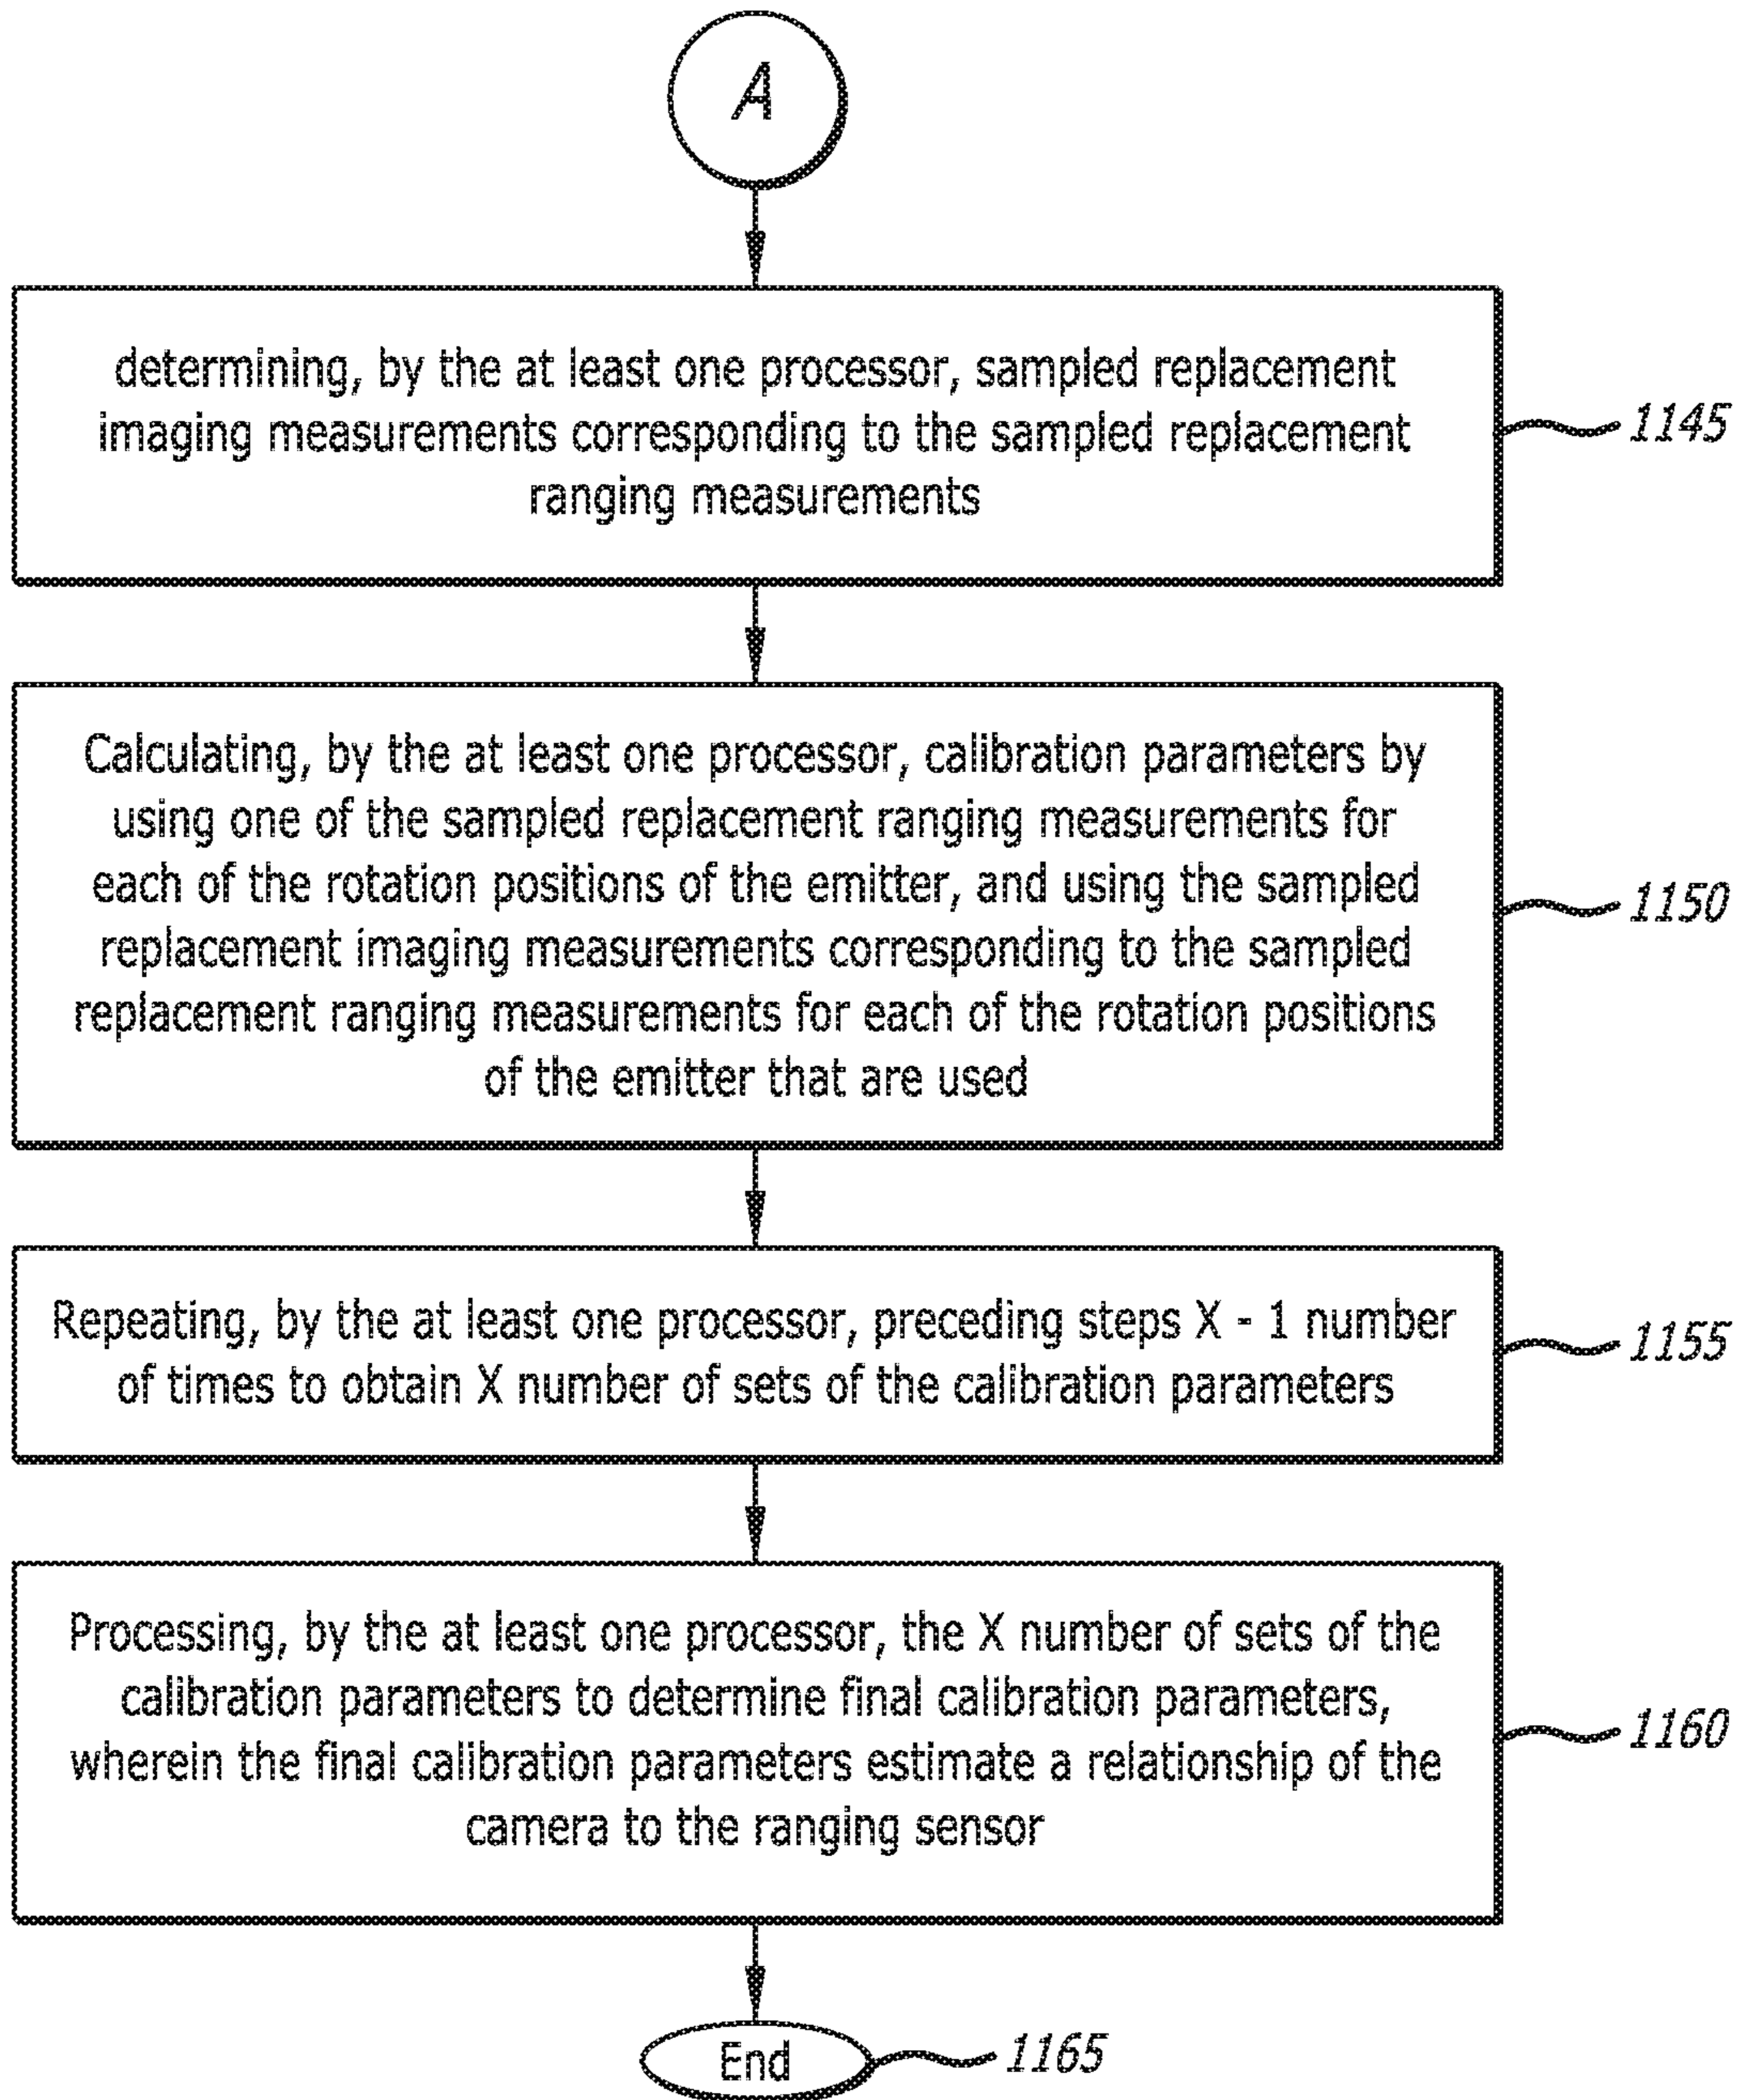 A
determining, by the at least one processor, sampled replacement
imaging measurements corresponding to the sampled replacement
ranging measurements
1145
Calculating, by the at least one processor, calibration parameters by
using one of the sampled replacement ranging measurements for
each of the rotation positions of the emitter, and using the sampled
replacement imaging measurements corresponding to the sampled
replacement ranging measurements for each of the rotation positions
of the emitter that are used
1150
Repeating, by the at least one processor, preceding steps X - 1 number
of times to obtain X number of sets of the calibration parameters
1155
Processing, by the at least one processor, the X number of sets of the
calibration parameters to determine final calibration parameters,
wherein the final calibration parameters estimate a relationship of the
camera to the ranging sensor
1160
End
1165